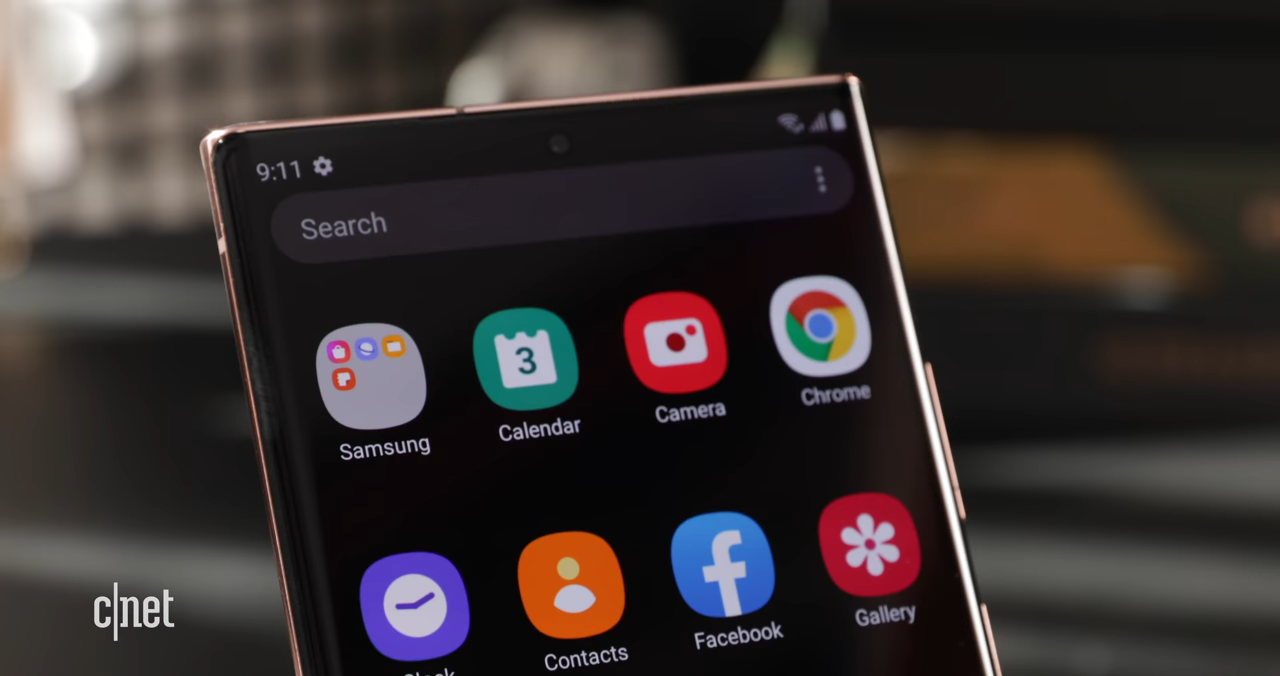 9:11
Search
3
Samsung
Calendar
Camera
Chrome
Contacts
Facebook
Gallery
c|net